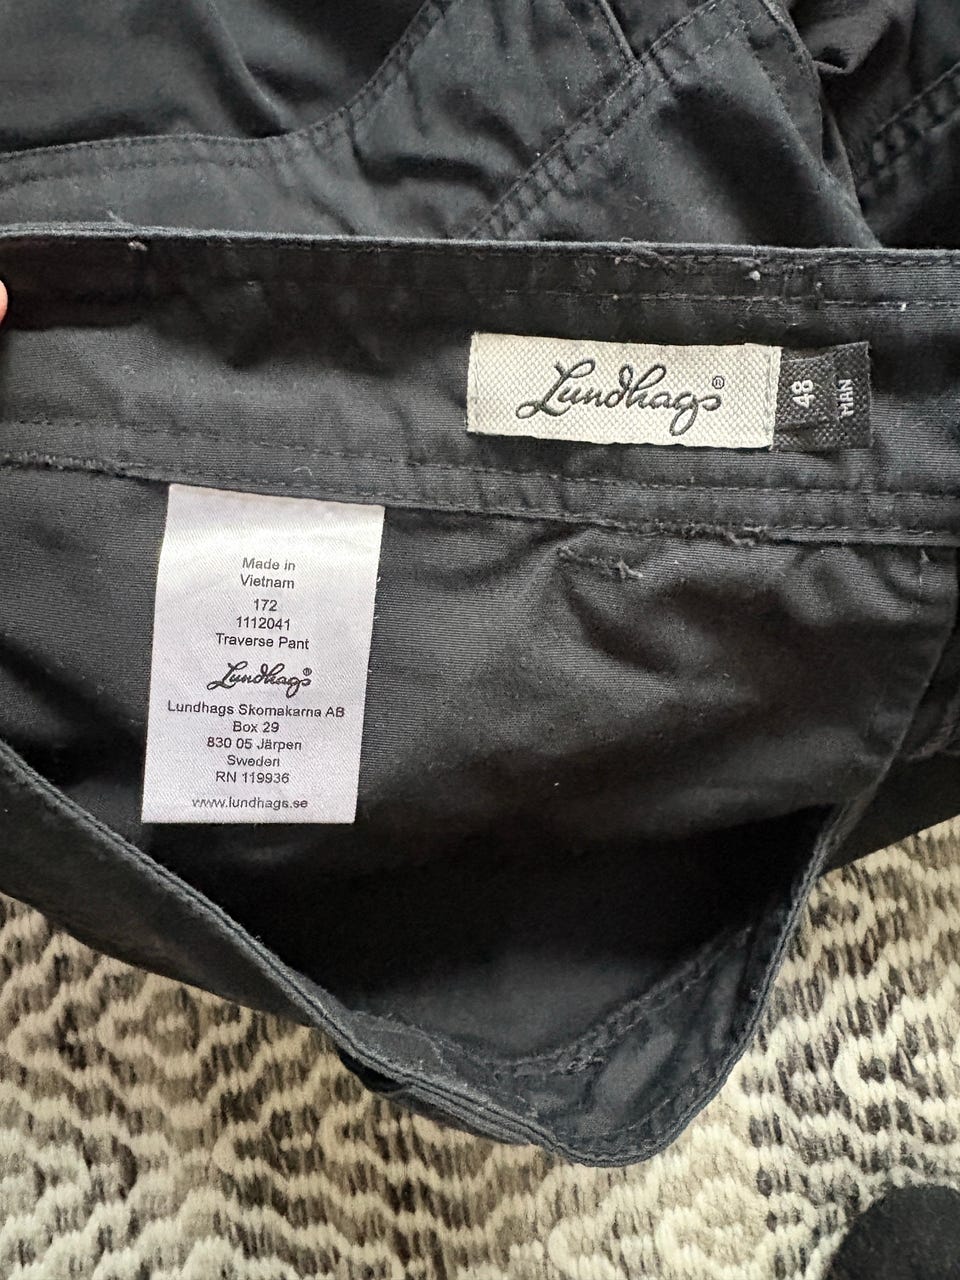 Lundhags®
48
MAN
Made in
Vietnam
172
1112041
Traverse Pant
Lundhags®
Lundhags Skomakarna AB
Box 29
830 05 Järpen
Sweden
RN 119936
www.lundhags.se